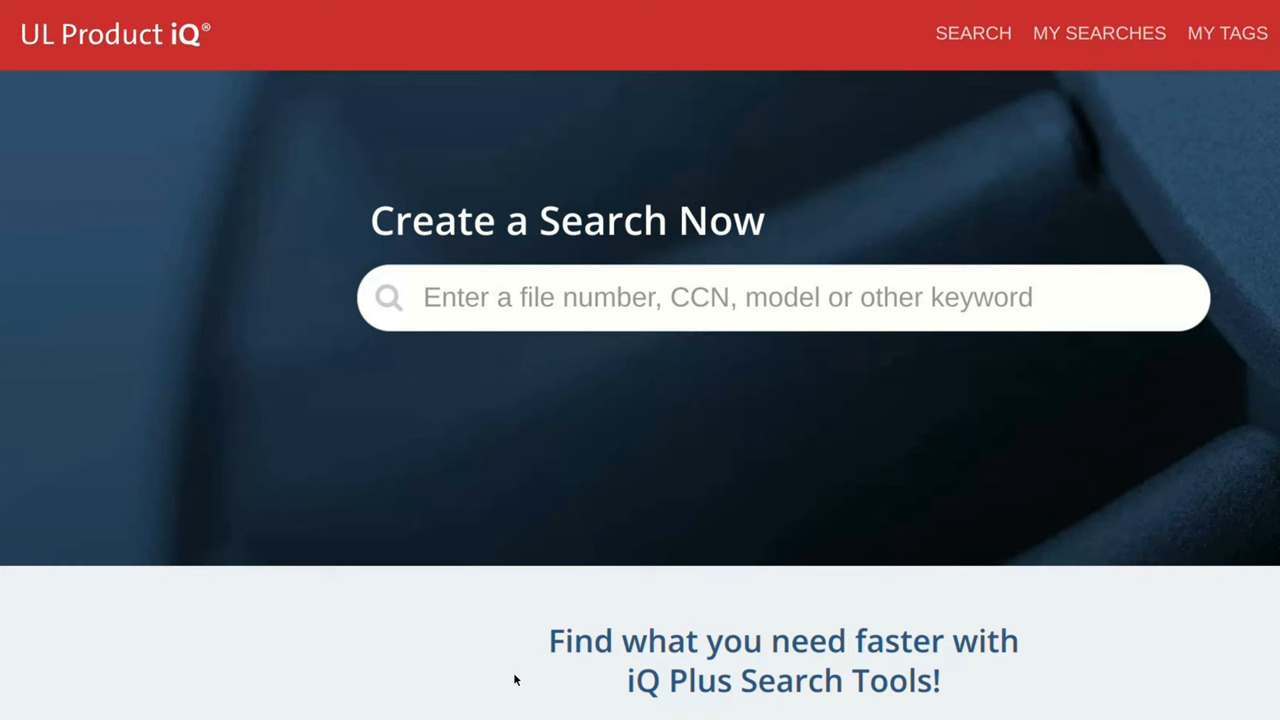 UL Product iQ®
SEARCH MY SEARCHES MY TAGS
Create a Search Now
Enter a file number, CCN, model or other keyword
Find what you need faster with
iQ Plus Search Tools!